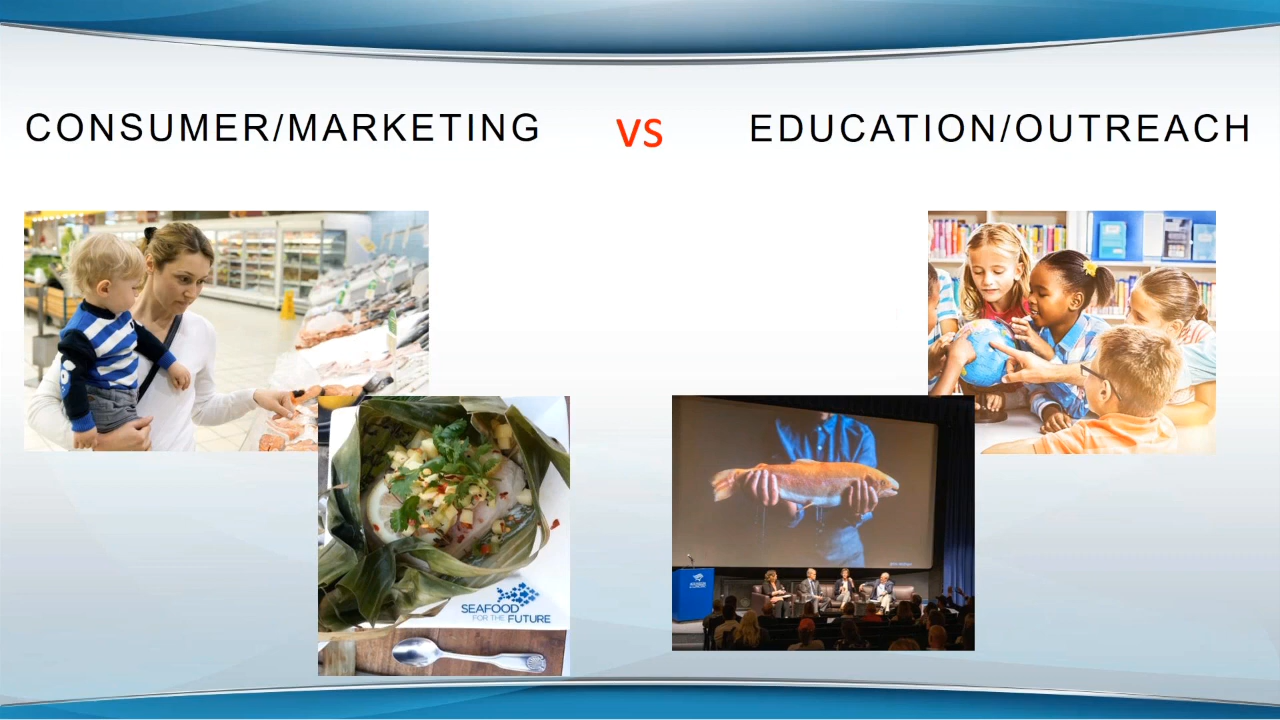 CONSUMER/MARKETING
VS
EDUCATION/OUTREACH
SEAFOOD
FOR THE FUTURE